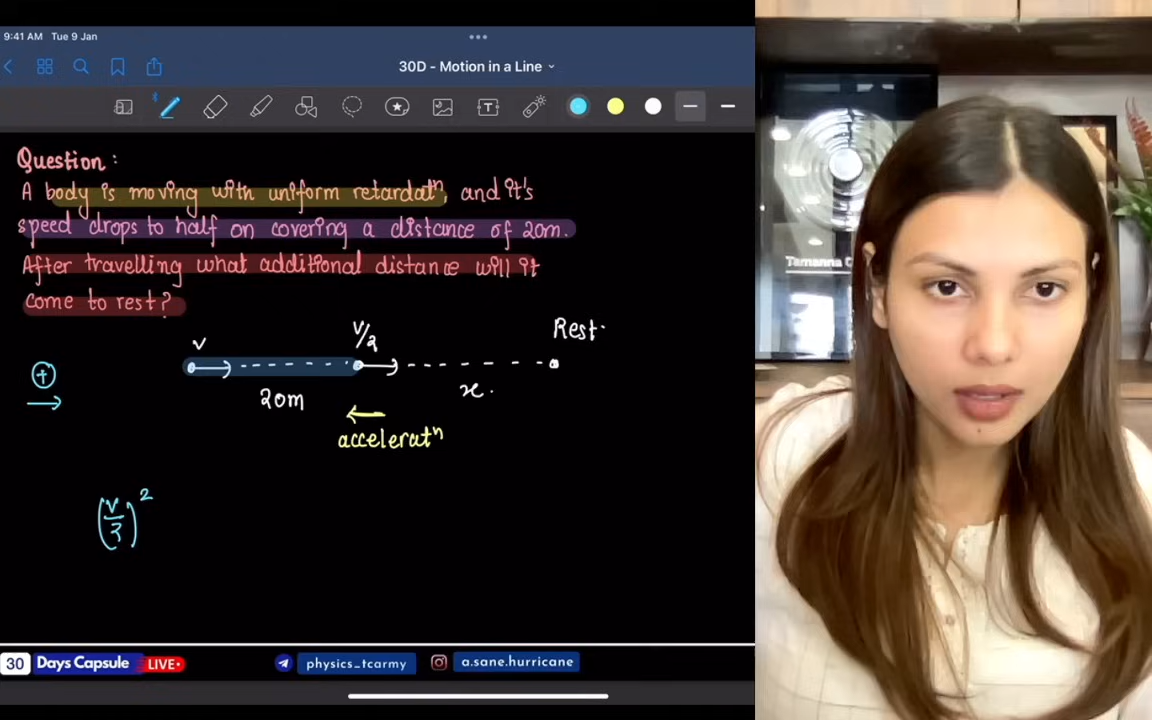 9:41 AM Tue 9 Jan
30D - Motion in a Line
T
Question:
A body is moving with uniform retardatⁿ, and it's
speed drops to half on covering a distance of 20m.
After travelling what additional distance will it
come to rest?
Rest.
v
v/2
+
20m
x.
acceleratⁿ
(v/2)²
Tamanna
30 Days Capsule LIVE
physics_tcarmy
a.sane.hurricane